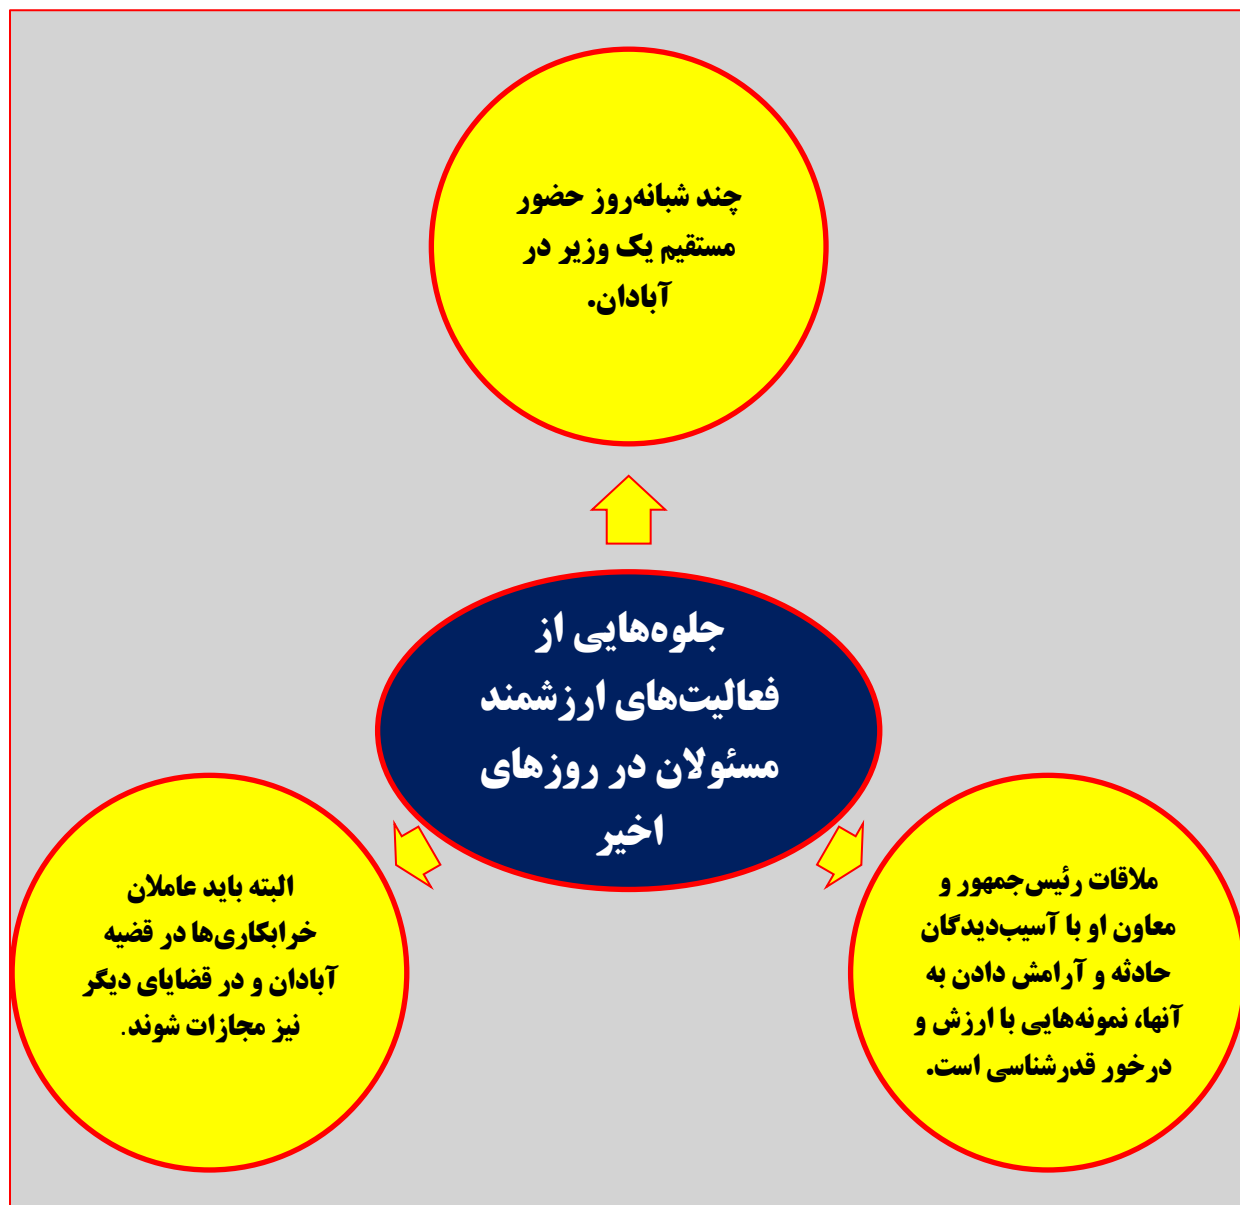 چند شبانه‌روز حضور
مستقیم یک وزیر در
آبادان.
جلوه‌هایی از
فعالیت‌های ارزشمند
مسئولان در روزهای
اخیر
ملاقات رئیس‌جمهور و
معاون او با آسیب‌دیدگان
حادثه و آرامش دادن به
آنها، نمونه‌هایی با ارزش و
درخور قدرشناسی است.
البته باید عاملان
خرابکاری‌ها در قضیه
آبادان و در قضایای دیگر
نیز مجازات شوند.